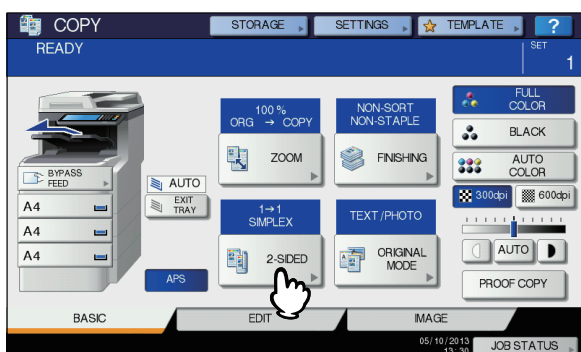 COPY
STORAGE
SETTINGS
TEMPLATE
?
READY
SET
1
100 %
ORG → COPY
ZOOM
NON-SORT
NON-STAPLE
FINISHING
FULL
COLOR
BLACK
AUTO
COLOR
300dpi
600dpi
BYPASS
FEED
A4
A4
A4
AUTO
EXIT
TRAY
APS
1→1
SIMPLEX
2-SIDED
TEXT/PHOTO
ORIGINAL
MODE
AUTO
PROOF COPY
BASIC
EDIT
IMAGE
05/10/2013
13:30
JOB STATUS